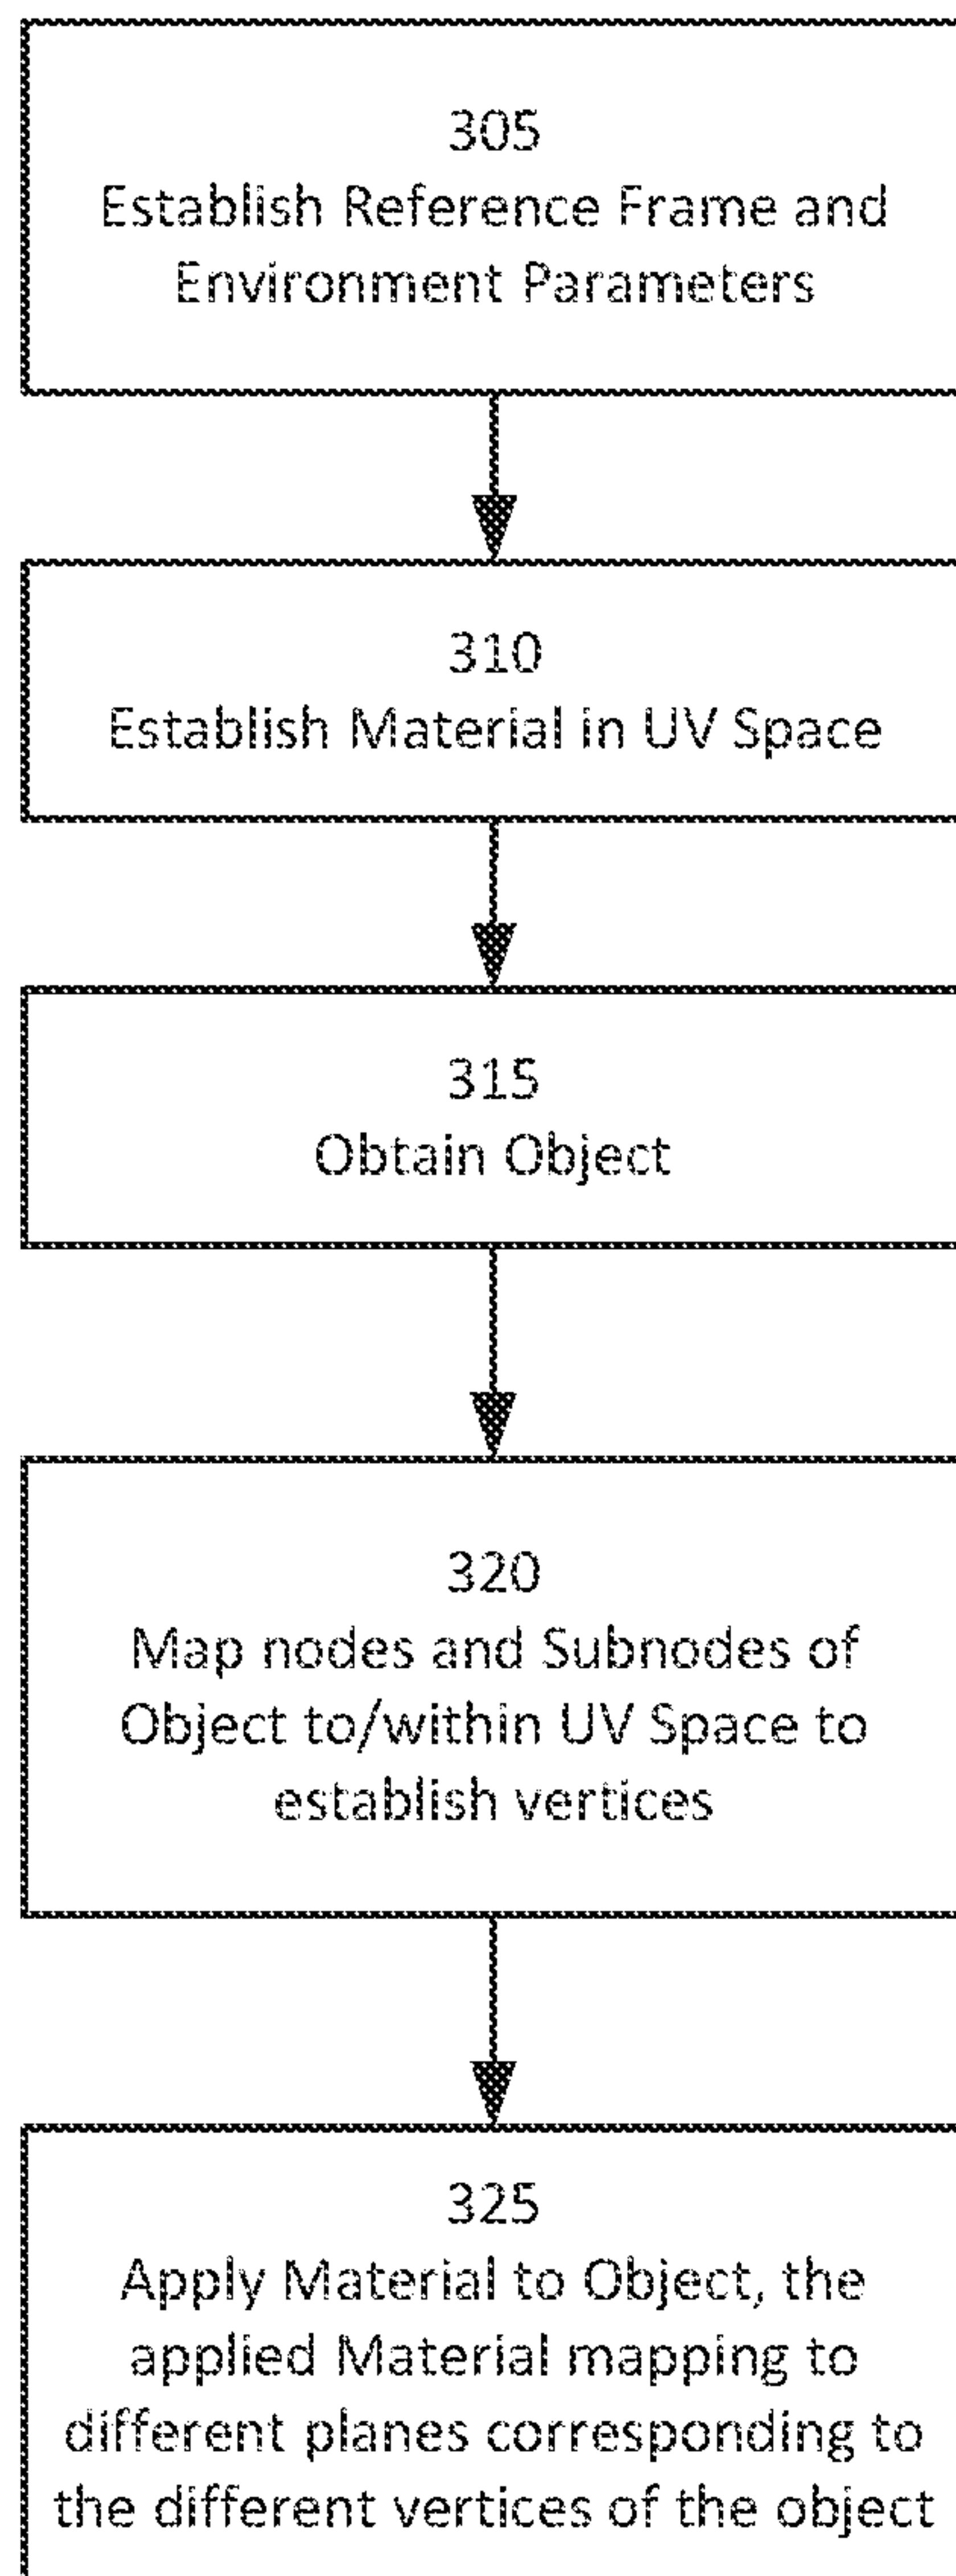 305
Establish Reference Frame and
Environment Parameters
310
Establish Material in UV Space
315
Obtain Object
320
Map nodes and Subnodes of
Object to/within UV Space to
establish vertices
325
Apply Material to Object, the
applied Material mapping to
different planes corresponding to
the different vertices of the object